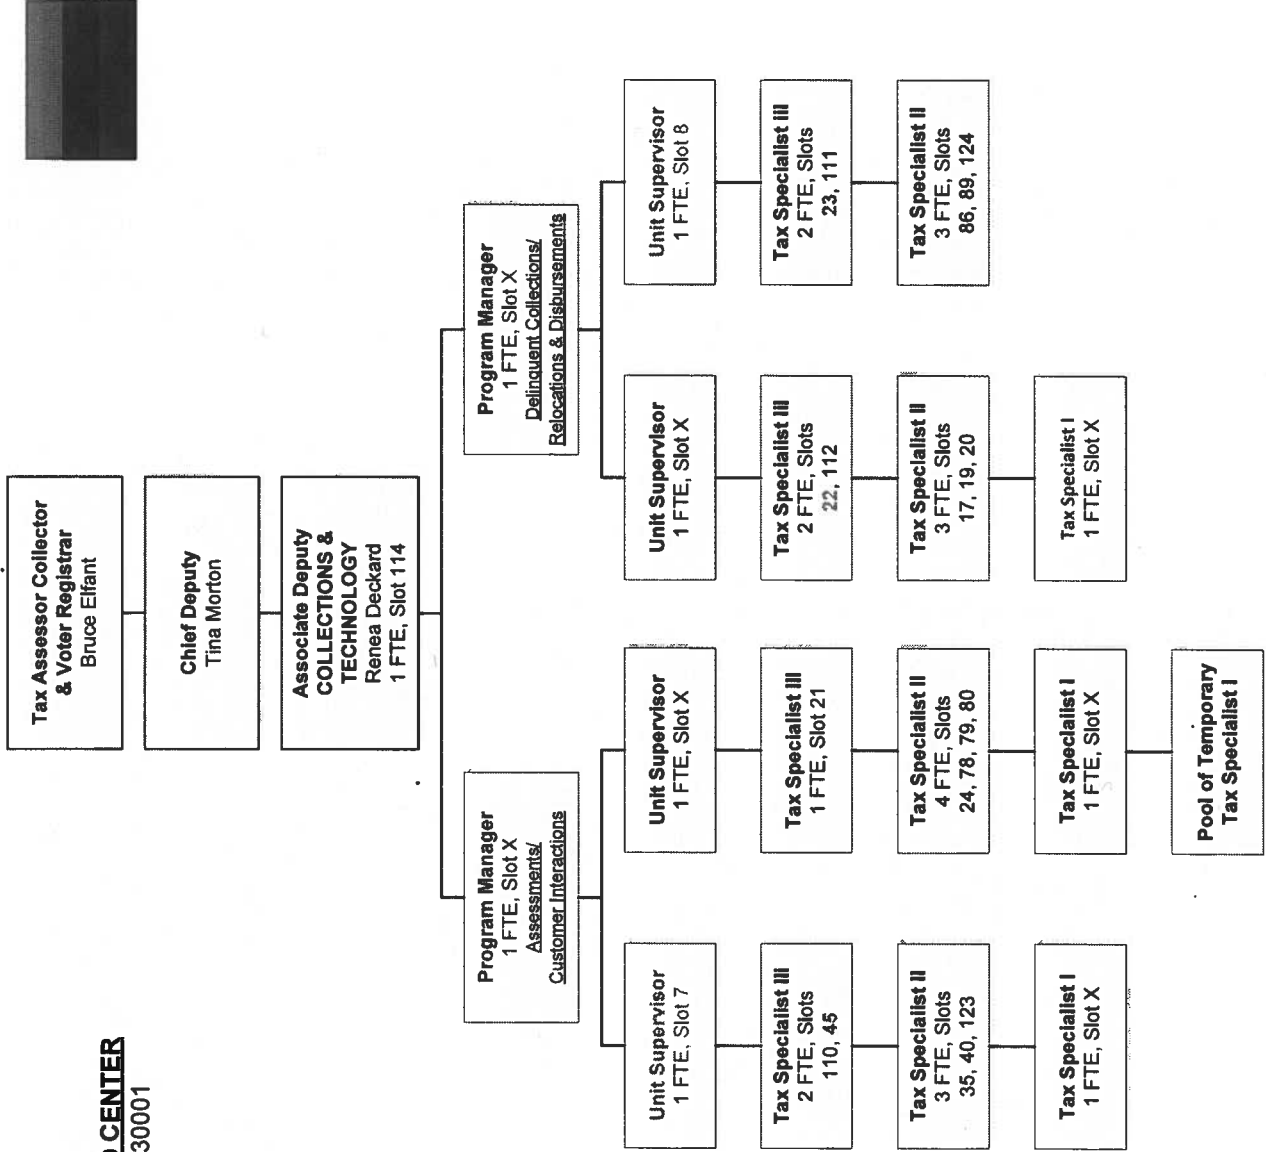 CENTER
30001
Tax Assessor Collector
& Voter Registrar
Bruce Elfant
Chief Deputy
Tina Morton
Associate Deputy
COLLECTIONS &
TECHNOLOGY
Renea Deckard
1 FTE, Slot 114
Program Manager
1 FTE, Slot X
Assessments/
Customer Interactions
Program Manager
1 FTE, Slot X
Delinquent Collections/
Relocations & Disbursements
Unit Supervisor
1 FTE, Slot 7
Tax Specialist III
2 FTE, Slots
110, 45
Tax Specialist II
3 FTE, Slots
35, 40, 123
Tax Specialist I
1 FTE, Slot X
Unit Supervisor
1 FTE, Slot X
Tax Specialist III
1 FTE, Slot 21
Tax Specialist II
4 FTE, Slots
24, 78, 79, 80
Tax Specialist I
1 FTE, Slot X
Pool of Temporary
Tax Specialist I
Unit Supervisor
1 FTE, Slot X
Tax Specialist III
2 FTE, Slots
22, 112
Tax Specialist II
3 FTE, Slots
17, 19, 20
Tax Specialist I
1 FTE, Slot X
Unit Supervisor
1 FTE, Slot 8
Tax Specialist III
2 FTE, Slots
23, 111
Tax Specialist II
3 FTE, Slots
86, 89, 124